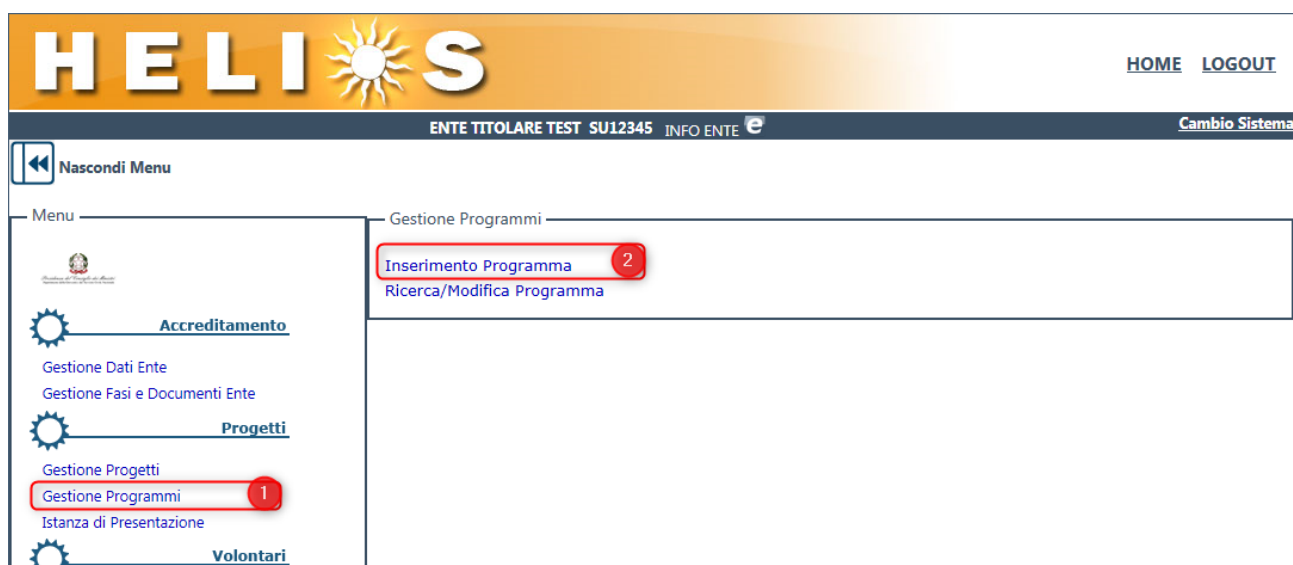 HELIOS
HOME LOGOUT
ENTE TITOLARE TEST SU12345 INFO ENTE e
Cambio Sistema
Nascondi Menu
Menu
Accreditamento
Gestione Dati Ente
Gestione Fasi e Documenti Ente
Progetti
Gestione Progetti
Gestione Programmi 1
Istanza di Presentazione
Volontari
Gestione Programmi
Inserimento Programma 2
Ricerca/Modifica Programma